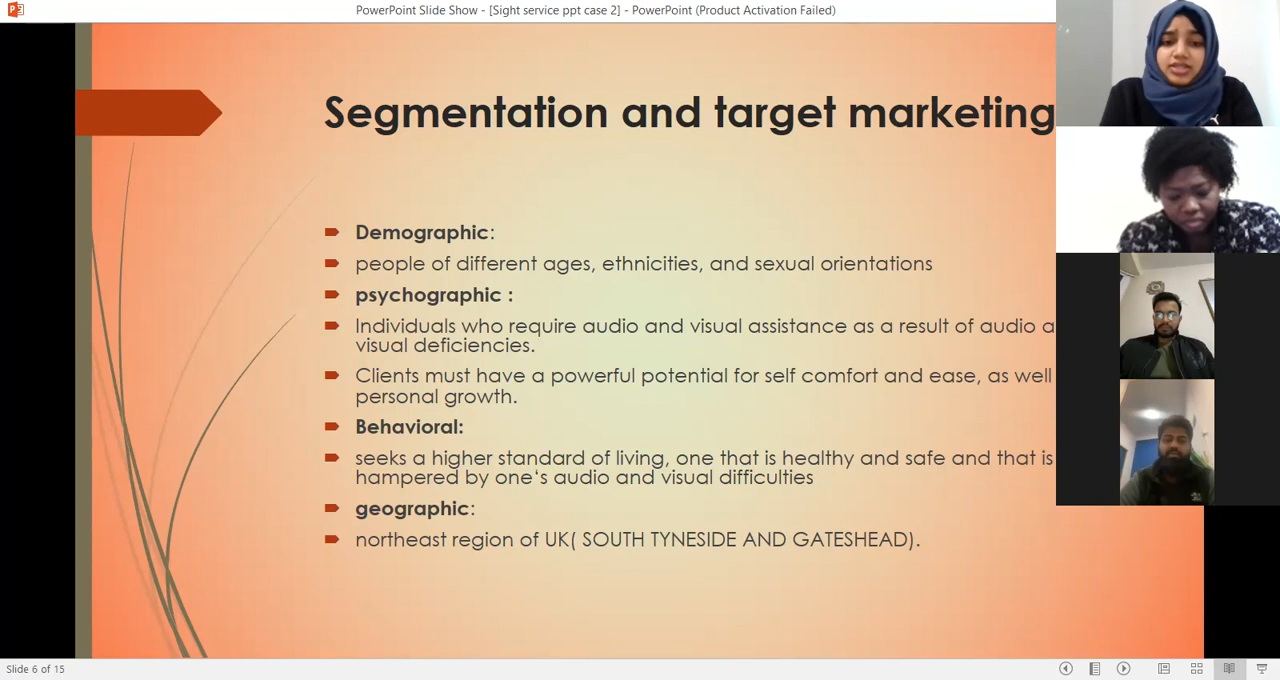 PowerPoint Slide Show - [Sight service ppt case 2] - PowerPoint (Product Activation Failed)
Segmentation and target marketing
Demographic:
people of different ages, ethnicities, and sexual orientations
psychographic :
Individuals who require audio and visual assistance as a result of audio a
visual deficiencies.
Clients must have a powerful potential for self comfort and ease, as well
personal growth.
Behavioral:
seeks a higher standard of living, one that is healthy and safe and that is
hampered by one‘s audio and visual difficulties
geographic:
northeast region of UK( SOUTH TYNESIDE AND GATESHEAD).
Slide 6 of 15